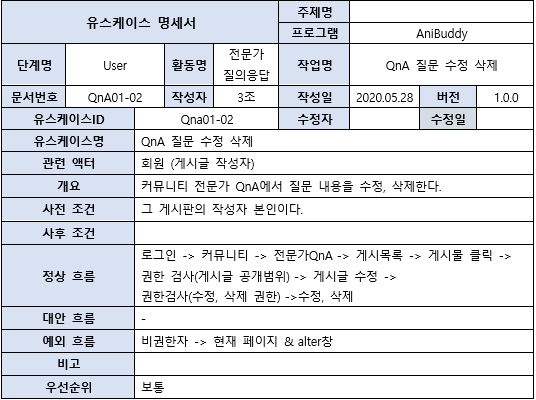 유스케이스 명세서
주제명
프로그램 AniBuddy
단계명 User 활동명 전문가
질의응답 작업명 QnA 질문 수정 삭제
문서번호 QnA01-02 작성자 3조 작성일 2020.05.28 버전 1.0.0
유스케이스ID Qna01-02 수정자 수정일
유스케이스명 QnA 질문 수정 삭제
관련 액터 회원 (게시글 작성자)
개요 커뮤니티 전문가 QnA에서 질문 내용을 수정, 삭제한다.
사전 조건 그 게시판의 작성자 본인이다.
사후 조건
정상 흐름 로그인 -> 커뮤니티 -> 전문가QnA -> 게시목록 -> 게시물 클릭 ->
권한 검사(게시글 공개범위) -> 게시글 수정 ->
권한검사(수정, 삭제 권한) ->수정, 삭제
대안 흐름 -
예외 흐름 비권한자 -> 현재 페이지 & alter창
비고
우선순위 보통